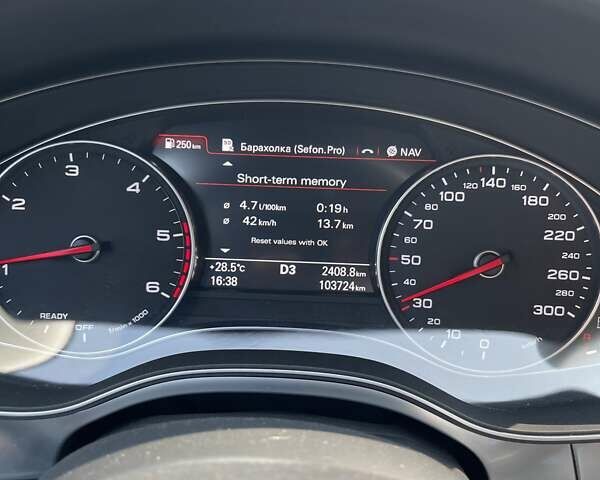 250 km
SD Барахолка (Sefon.Pro)
NAV
Short-term memory
ø 4.7 l/100km 0:19 h
ø 42 km/h 13.7 km
Reset values with OK
+28.5°C D3 2408.8 km
16:38 103724 km
1 2 3 4 5 6
READY OFF
1/min x 1000
0 10 20 30 40 50 60 70 80 90 100 120 140 160 180 200 220 240 260 280 300